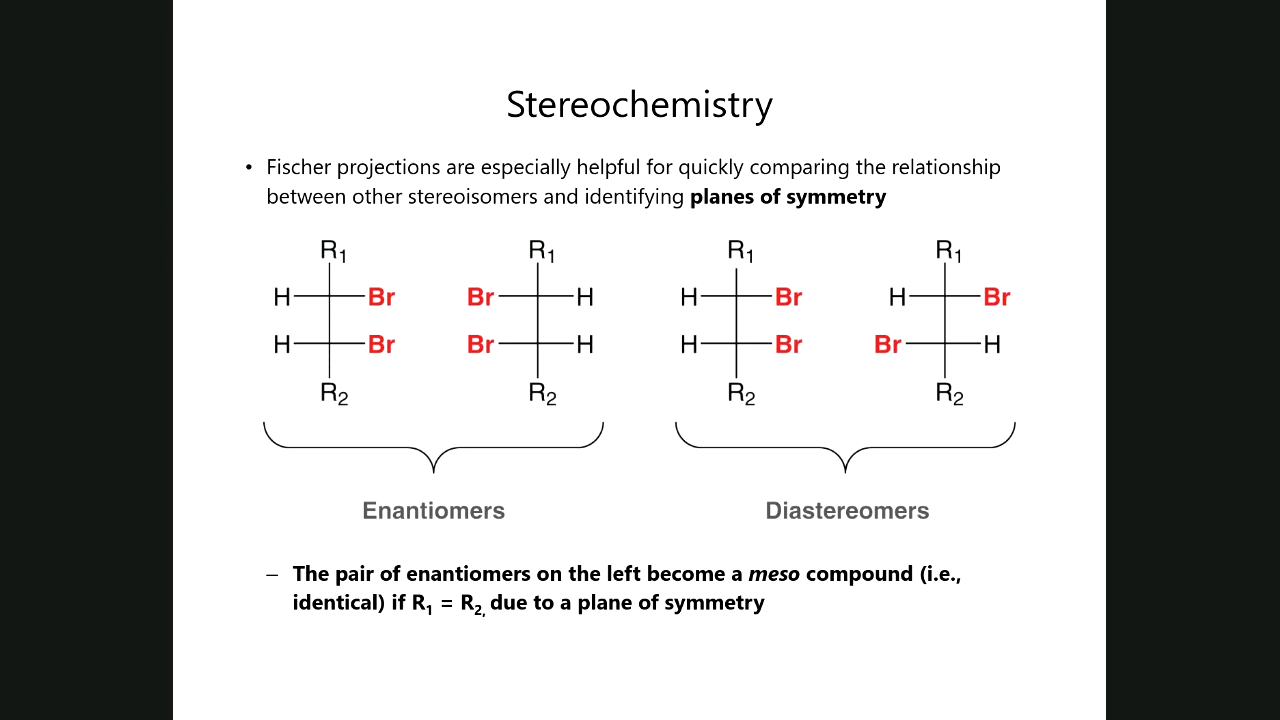 Stereochemistry
• Fischer projections are especially helpful for quickly comparing the relationship
between other stereoisomers and identifying planes of symmetry
R1 R1 R1 R1
H Br Br H H Br H Br
H Br Br H H Br Br H
R2 R2 R2 R2
Enantiomers Diastereomers
– The pair of enantiomers on the left become a meso compound (i.e.,
identical) if R1 = R2, due to a plane of symmetry